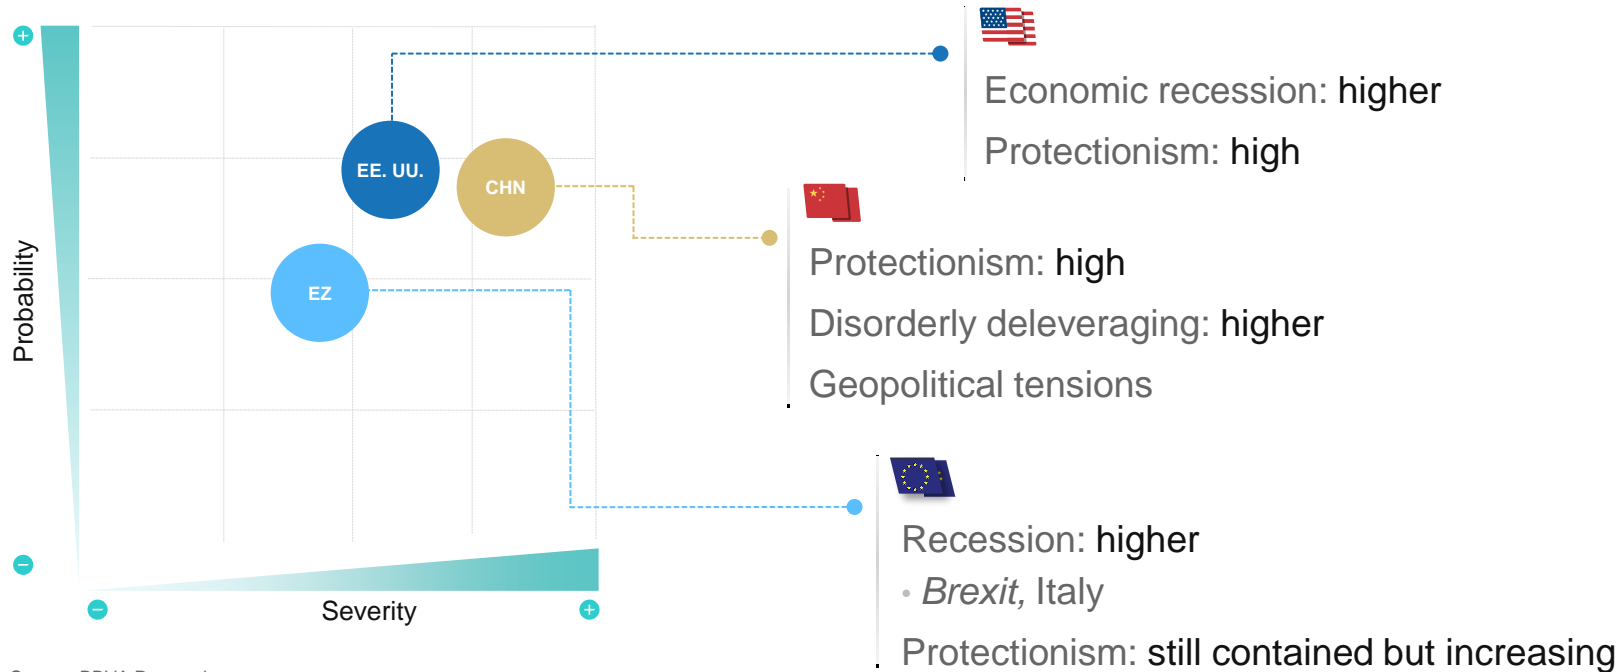 Economic recession: higher
Protectionism: high
EE. UU.
CHN
Protectionism: high
Disorderly deleveraging: higher
Geopolitical tensions
EZ
Probability
Recession: higher
• Brexit, Italy
Protectionism: still contained but increasing
Severity